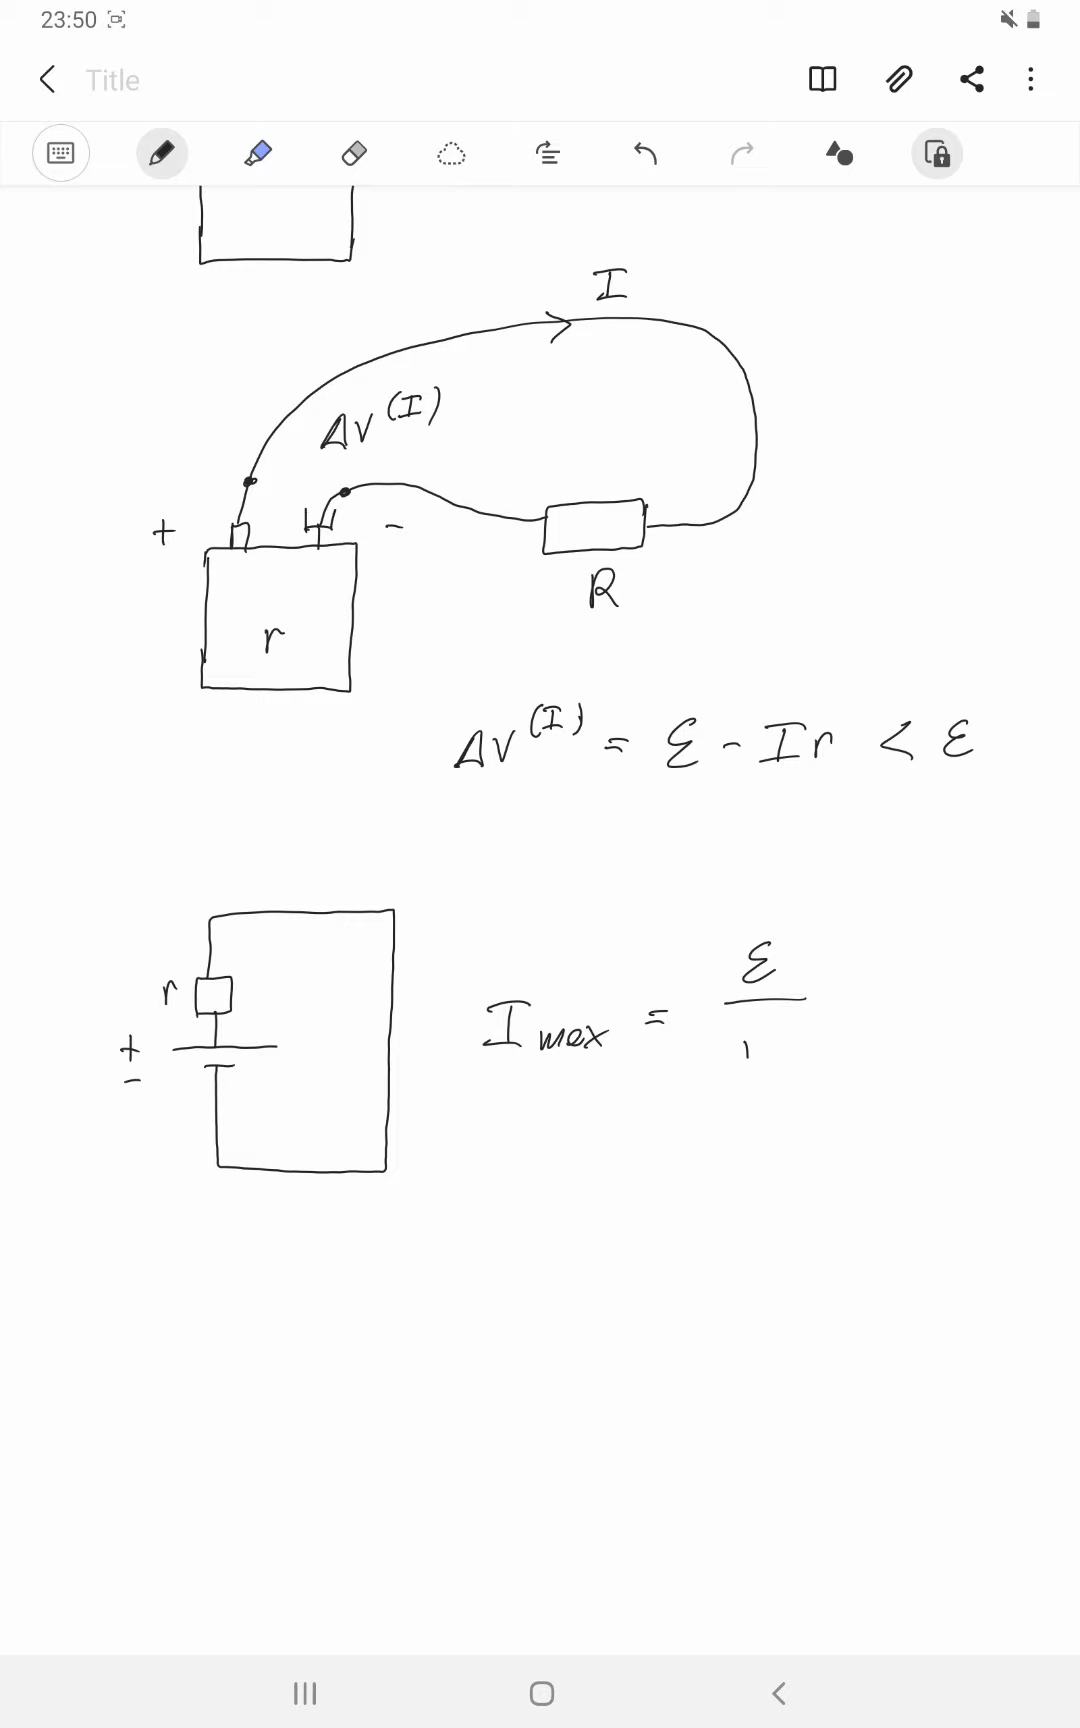 23:50
Title
I
ΔV^(I)
+ -
R
r
ΔV^(I) = ℰ - Ir < ℰ
r
+
-
I max = ℰ / ı